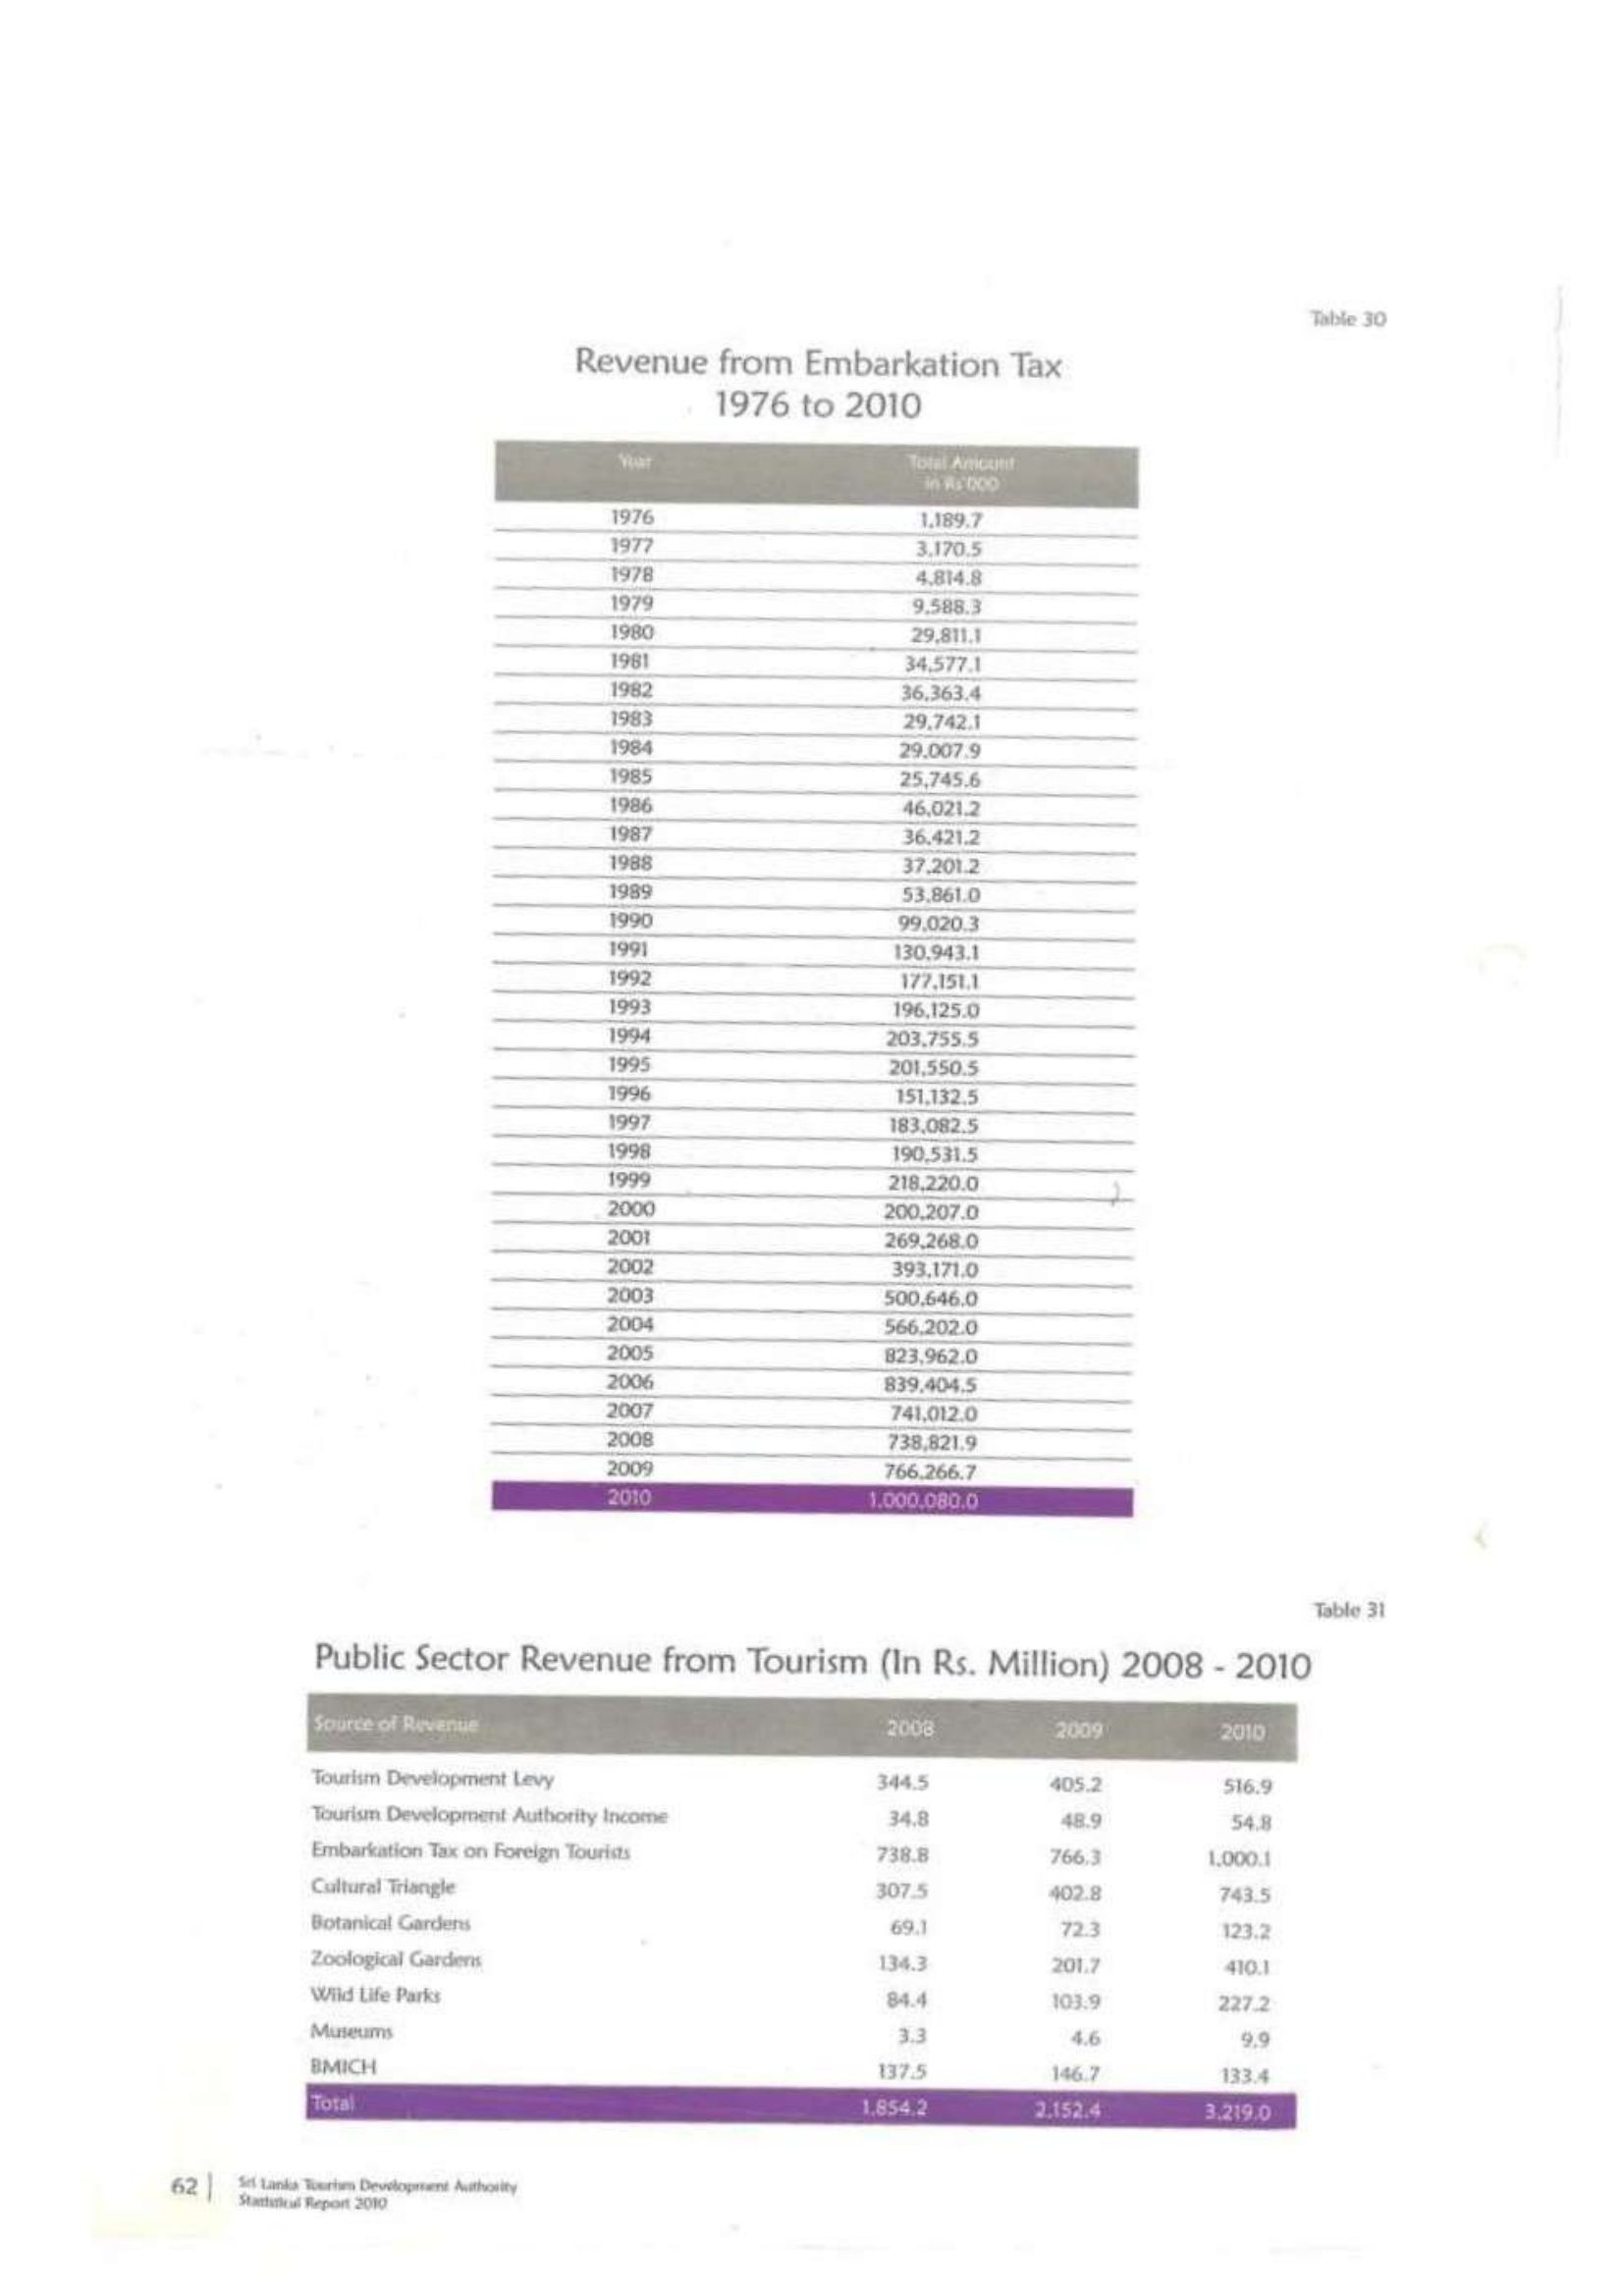 Table 30
Revenue from Embarkation Tax
1976 to 2010
Year Total Amount
in Rs'000
1976 1,189.7
1977 3,170.5
1978 4,814.8
1979 9,588.3
1980 29,811.1
1981 34,577.1
1982 36,363.4
1983 29,742.1
1984 29,007.9
1985 25,745.6
1986 46,021.2
1987 36,421.2
1988 37,201.2
1989 53,861.0
1990 99,020.3
1991 130,943.1
1992 177,151.1
1993 196,125.0
1994 203,755.5
1995 201,550.5
1996 151,132.5
1997 183,082.5
1998 190,531.5
1999 218,220.0
2000 200,207.0
2001 269,268.0
2002 393,171.0
2003 500,646.0
2004 566,202.0
2005 823,962.0
2006 839,404.5
2007 741,012.0
2008 738,821.9
2009 766,266.7
2010 1,000,080.0
Table 31
Public Sector Revenue from Tourism (In Rs. Million) 2008 - 2010
Source of Revenue 2008 2009 2010
Tourism Development Levy 344.5 405.2 516.9
Tourism Development Authority Income 34.8 48.9 54.8
Embarkation Tax on Foreign Tourists 738.8 766.3 1,000.1
Cultural Triangle 307.5 402.8 743.5
Botanical Gardens 69.1 72.3 123.2
Zoological Gardens 134.3 201.7 410.1
Wild Life Parks 84.4 103.9 227.2
Museums 3.3 4.6 9.9
BMICH 137.5 146.7 133.4
Total 1,854.2 2,152.4 3,219.0
62 | Sri Lanka Tourism Development Authority
Statistical Report 2010